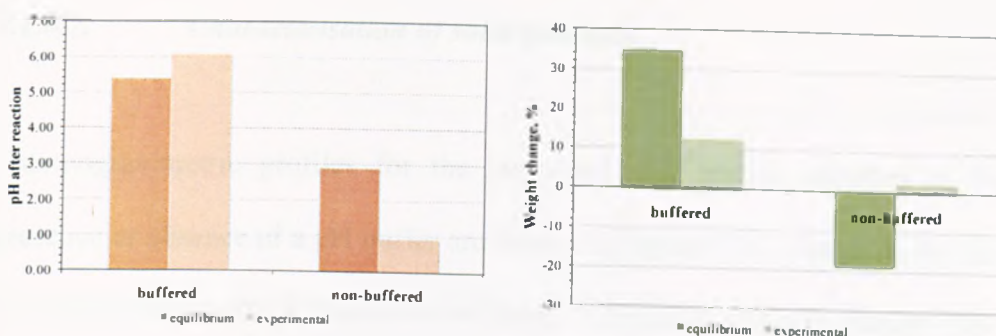 7.00
6.00
5.00
4.00
3.00
2.00
1.00
0.00
pH after reaction
buffered non-buffered
equilibrium experimental
40
30
20
10
0
-10
-20
-30
Weight change, %
buffered non-buffered
equilibrium experimental